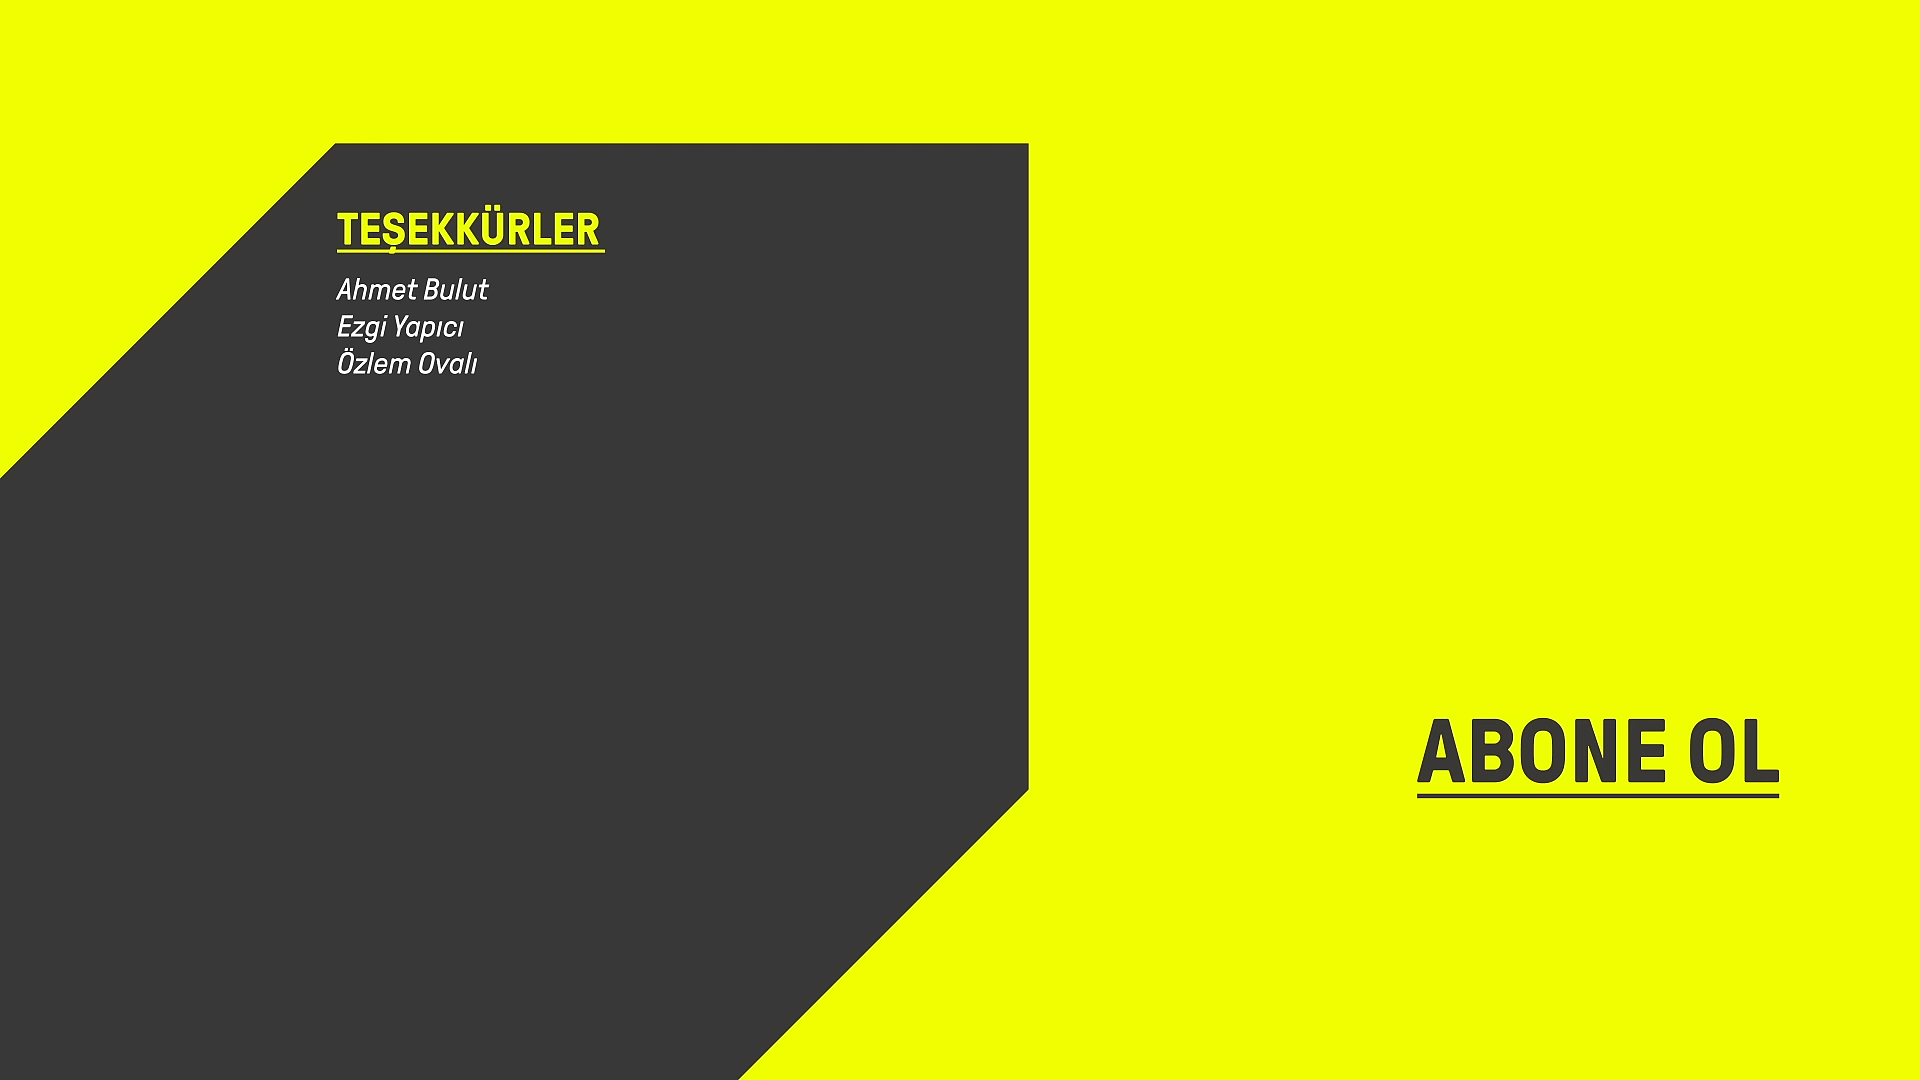 TEŞEKKÜRLER
Ahmet Bulut
Ezgi Yapıcı
Özlem Ovalı
ABONE OL